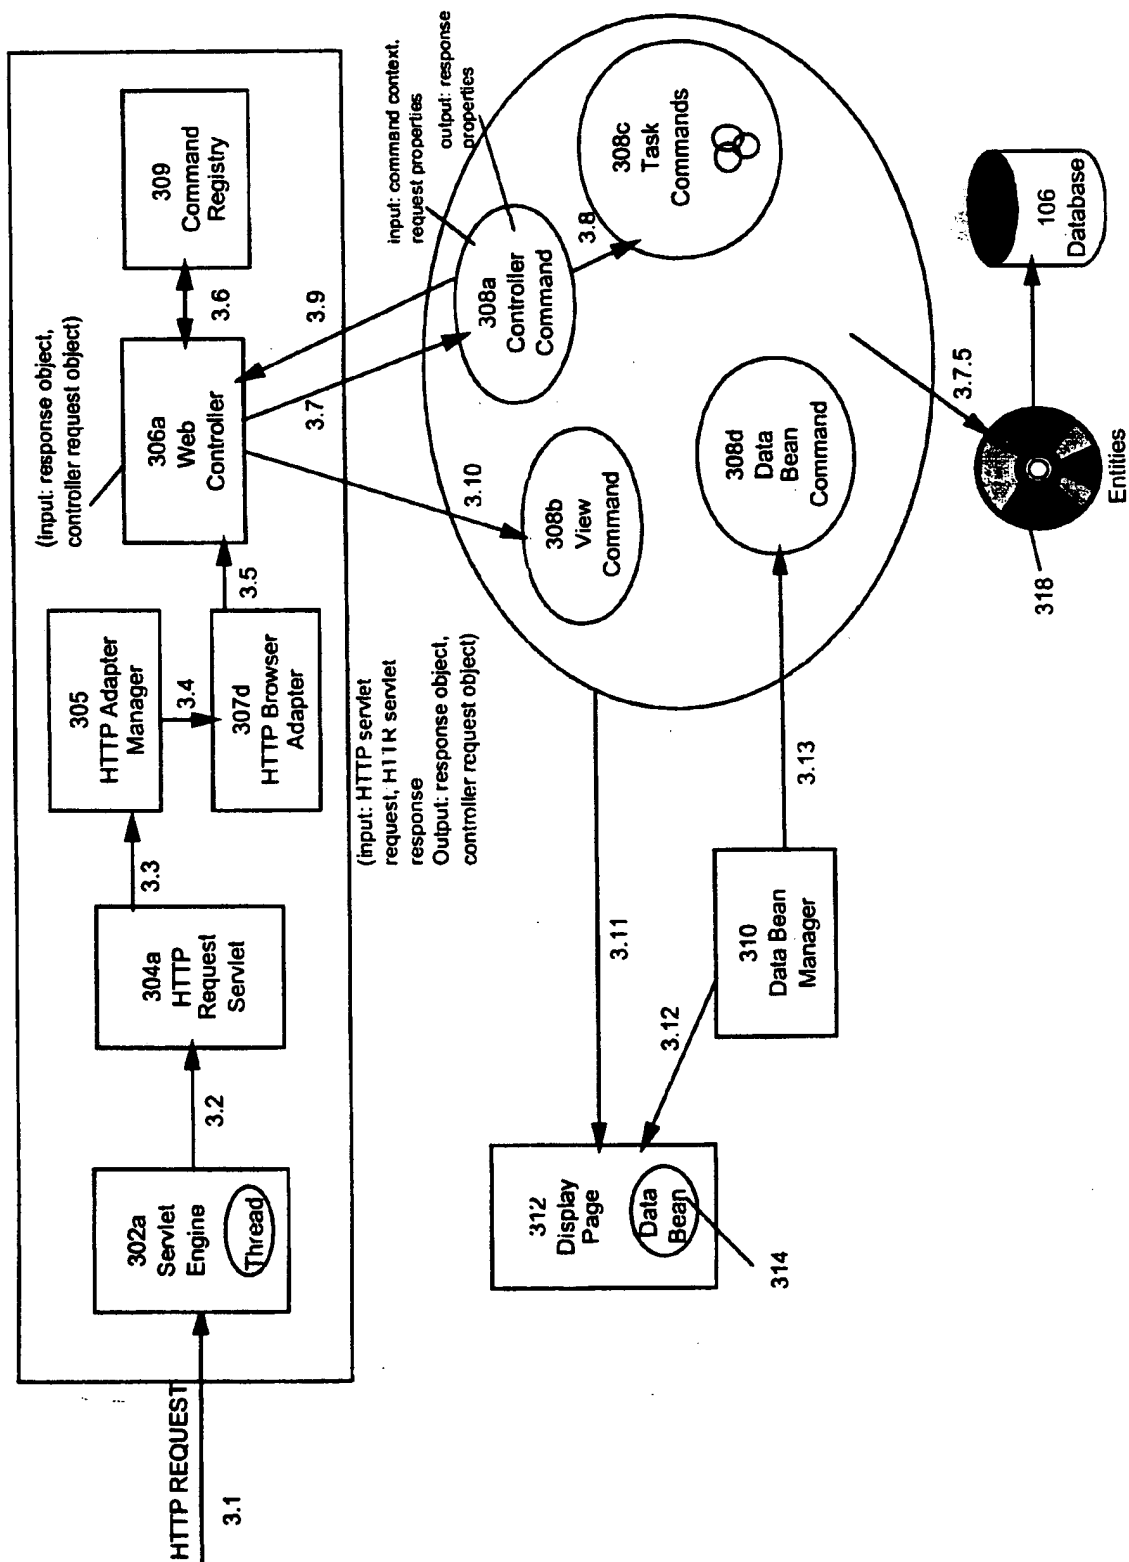 HTTP REQUEST
3.1
302a
Servlet
Engine
Thread
3.2
304a
HTTP
Request
Servlet
3.3
305
HTTP Adapter
Manager
3.4
307d
HTTP Browser
Adapter
3.5
(input: response object,
controller request object)
306a
Web
Controller
3.6
309
Command
Registry
(input: HTTP servlet
request, HTTR servlet
response
Output: response object,
controller request object)
3.10
3.7
3.9
input: command context,
request properties
output: response
properties
308a
Controller
Command
3.8
308c
Task
Commands
308b
View
Command
308d
Data
Bean
Command
3.11
3.12
3.13
312
Display
Page
Data
Bean
314
310
Data Bean
Manager
3.7.5
318
Entities
106
Database